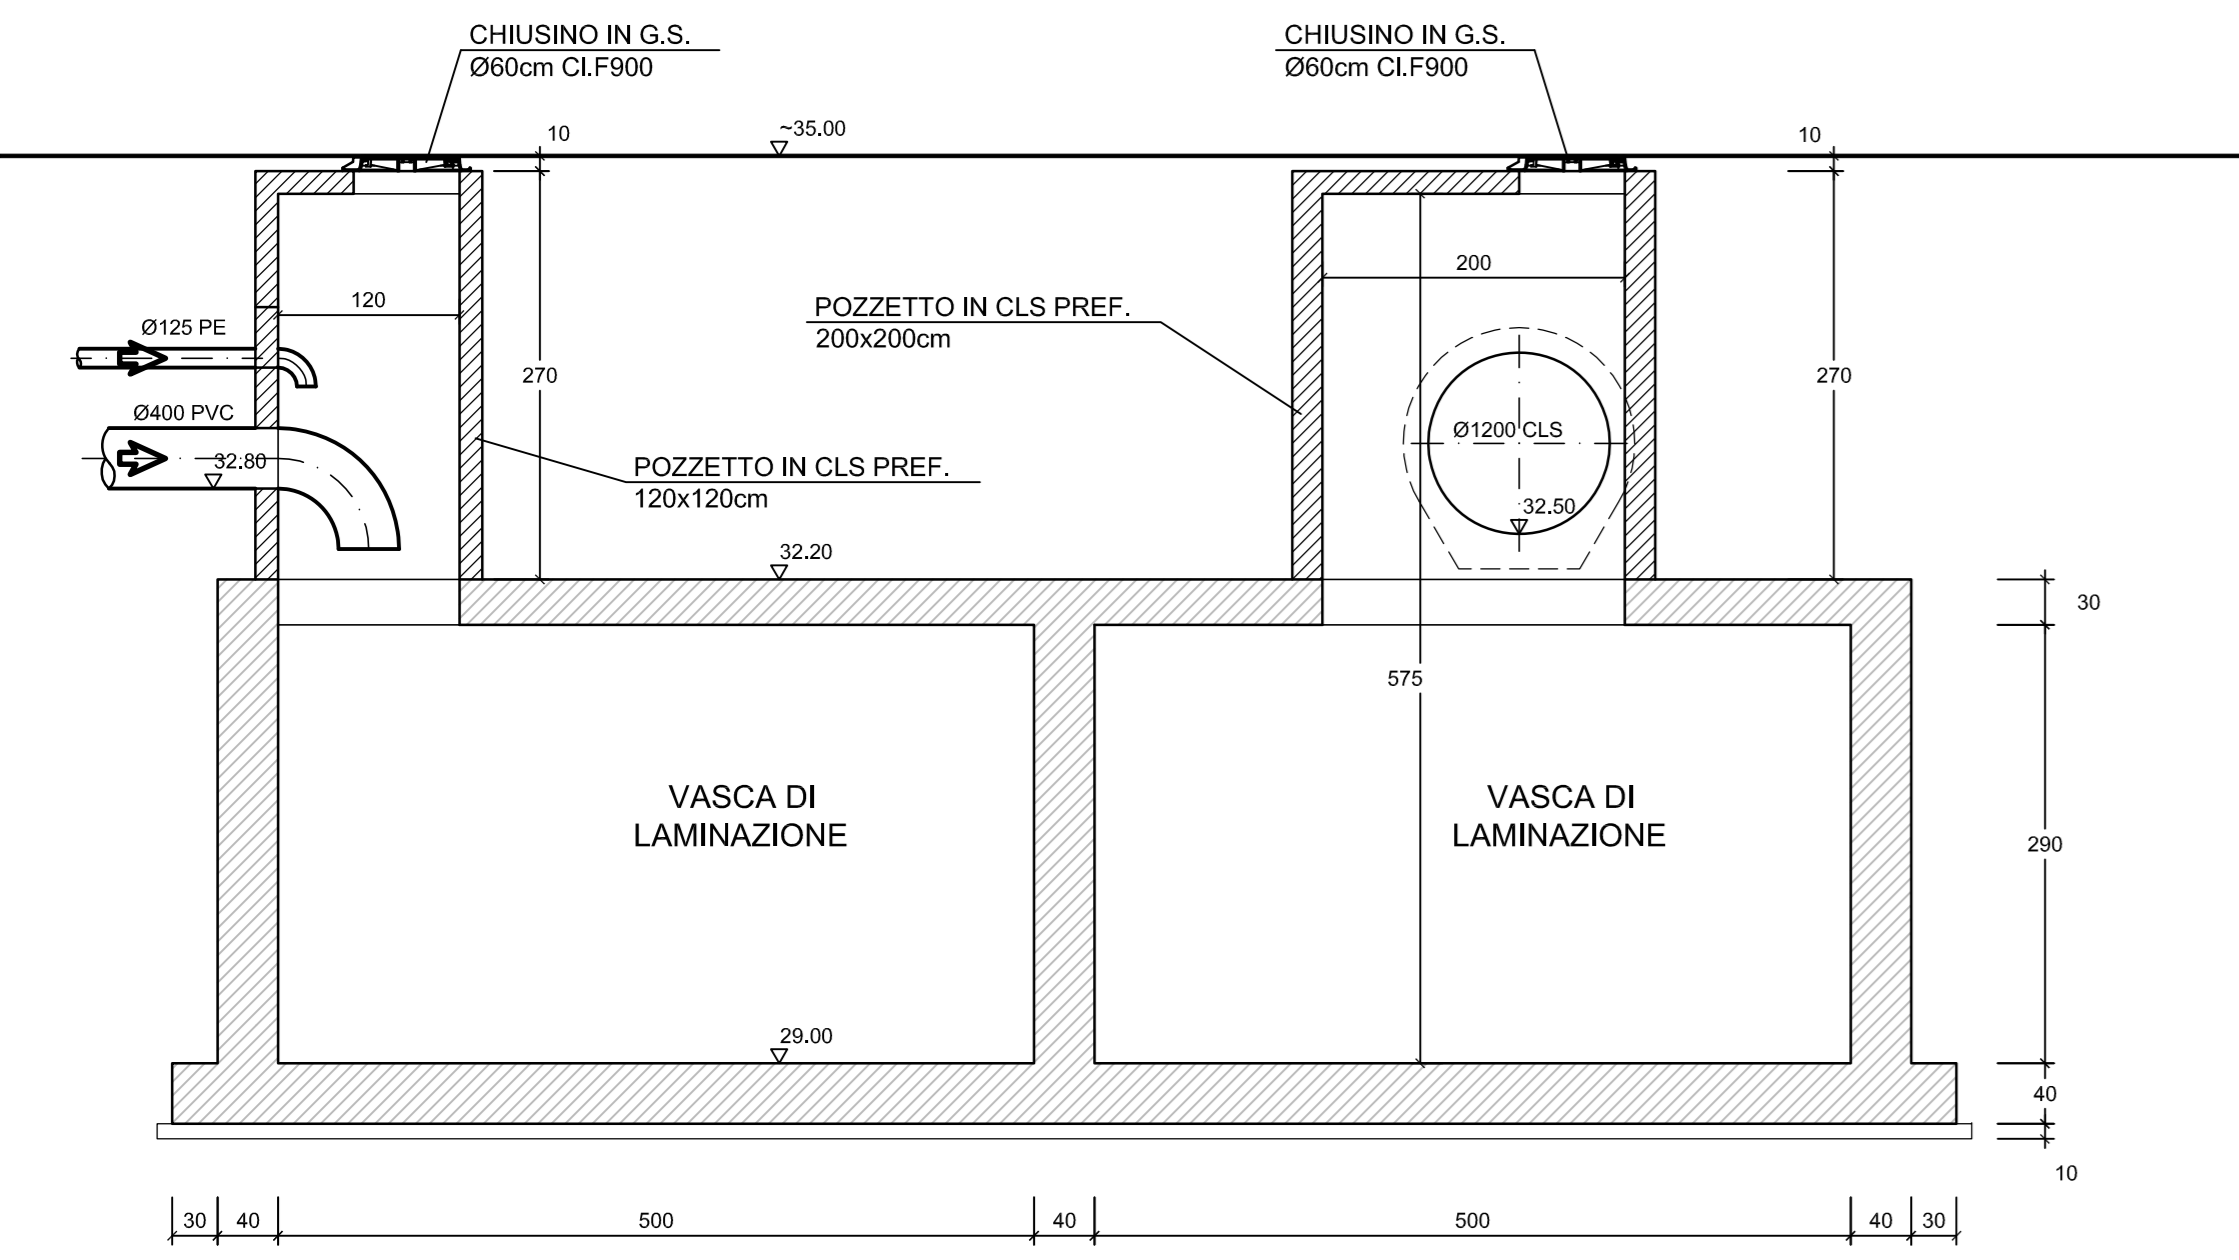 CHIUSINO IN G.S.
Ø60cm Cl.F900
CHIUSINO IN G.S.
Ø60cm Cl.F900
10
~35.00
10
200
120
POZZETTO IN CLS PREF.
200x200cm
Ø125 PE
270
270
Ø400 PVC
Ø1200 CLS
32.80
POZZETTO IN CLS PREF.
120x120cm
32.50
32.20
30
575
VASCA DI
LAMINAZIONE
VASCA DI
LAMINAZIONE
290
29.00
40
10
30
40
500
40
500
40
30